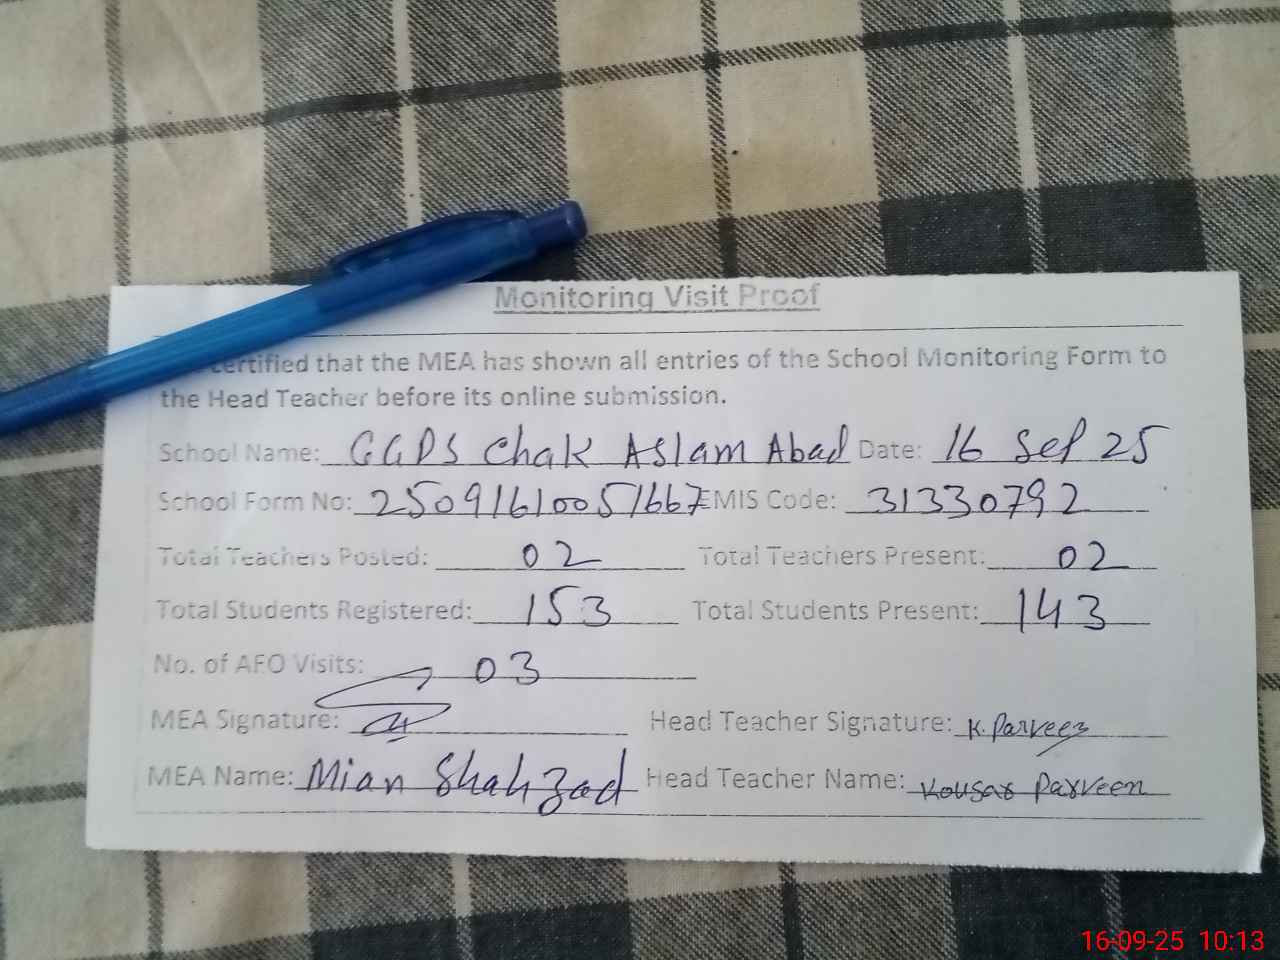 Monitoring Visit Proof
certified that the MEA has shown all entries of the School Monitoring Form to
the Head Teacher before its online submission.
School Name: GGPS Chak Aslam Abad Date: 16 Sep 25
School Form No: 25091610051667 EMIS Code: 31330792
Total Teachers Posted: 02 Total Teachers Present: 02
Total Students Registered: 153 Total Students Present: 143
No. of AEO Visits: 03
MEA Signature: Head Teacher Signature: K. Parveen
MEA Name: Mian Shahzad Head Teacher Name: Kousar Parveen
16-09-25 10:13